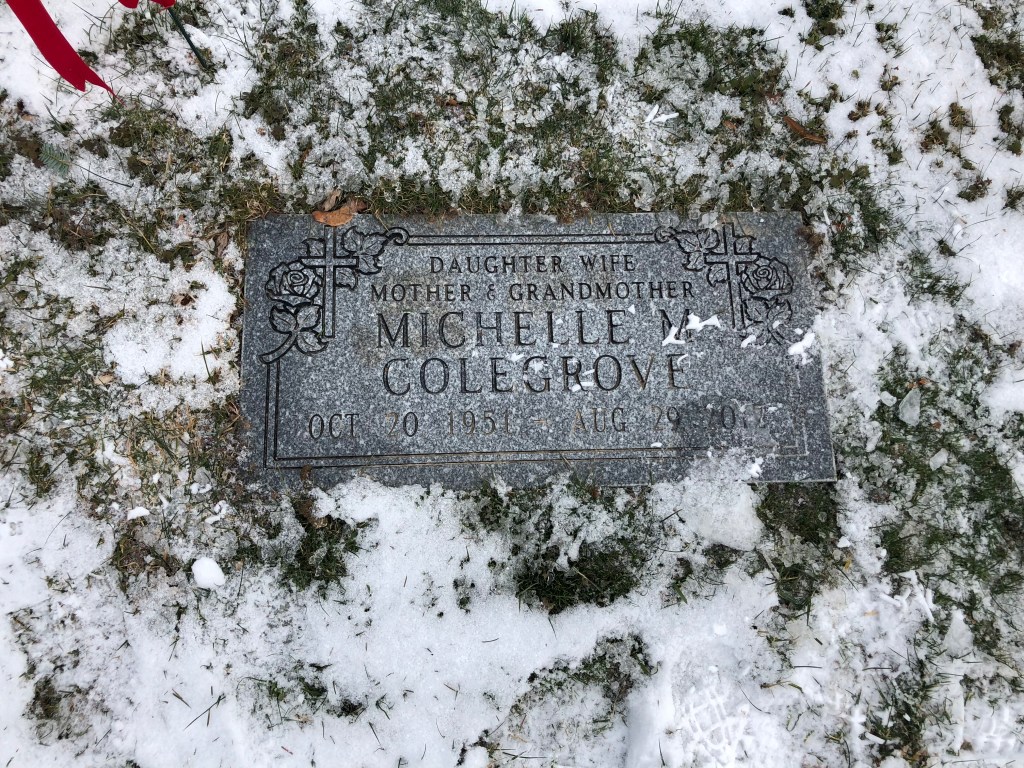 DAUGHTER WIFE
MOTHER & GRANDMOTHER
MICHELLE M
COLEGROVE
OCT 20 1951 - AUG 29